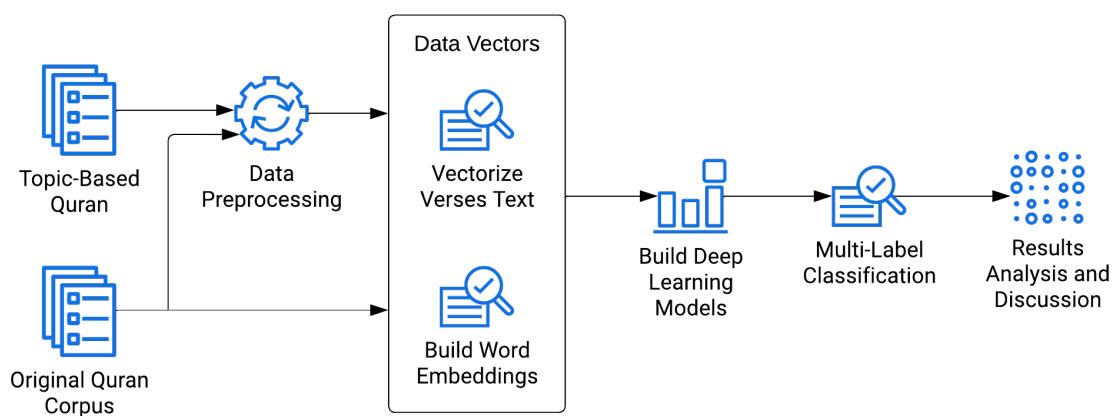 Topic-Based
Quran
Original Quran
Corpus
Data
Preprocessing
Data Vectors
Vectorize
Verses Text
Build Word
Embeddings
Build Deep
Learning
Models
Multi-Label
Classification
Results
Analysis and
Discussion